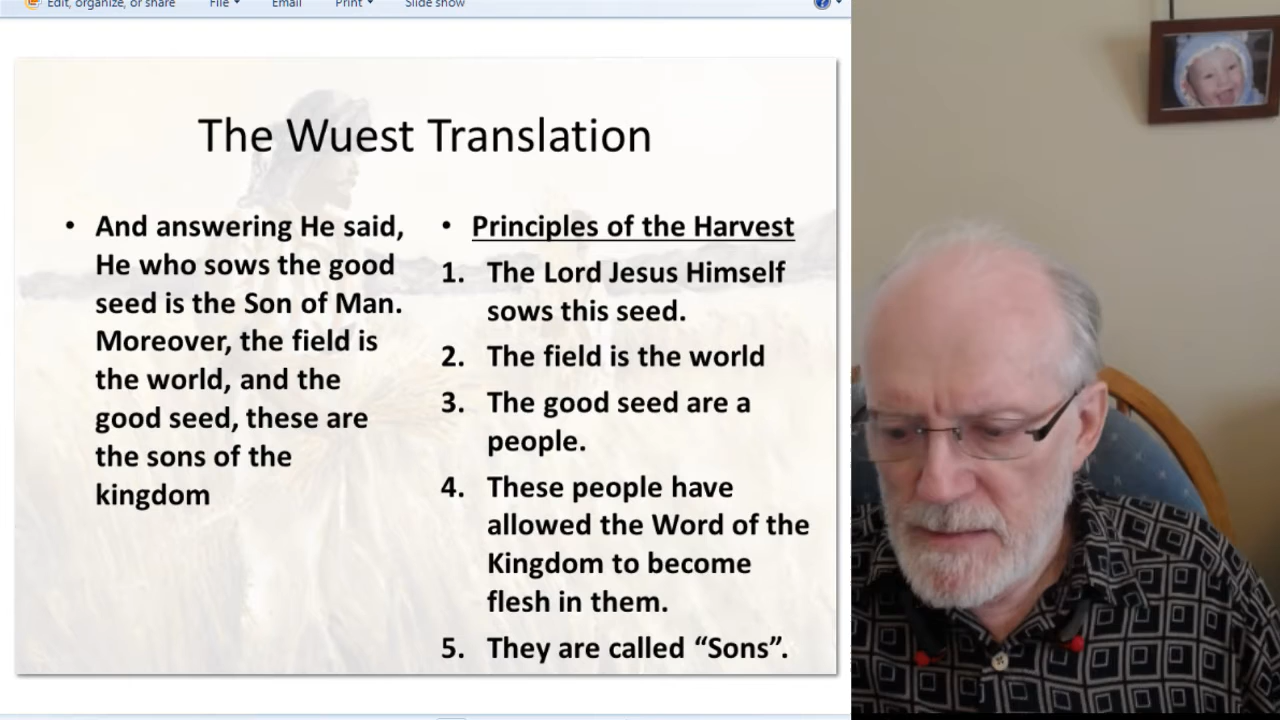 Edit, organize, or share File Email Print Slide show
The Wuest Translation
• And answering He said,
He who sows the good
seed is the Son of Man.
Moreover, the field is
the world, and the
good seed, these are
the sons of the
kingdom
• Principles of the Harvest
1. The Lord Jesus Himself
sows this seed.
2. The field is the world
3. The good seed are a
people.
4. These people have
allowed the Word of the
Kingdom to become
flesh in them.
5. They are called “Sons”.